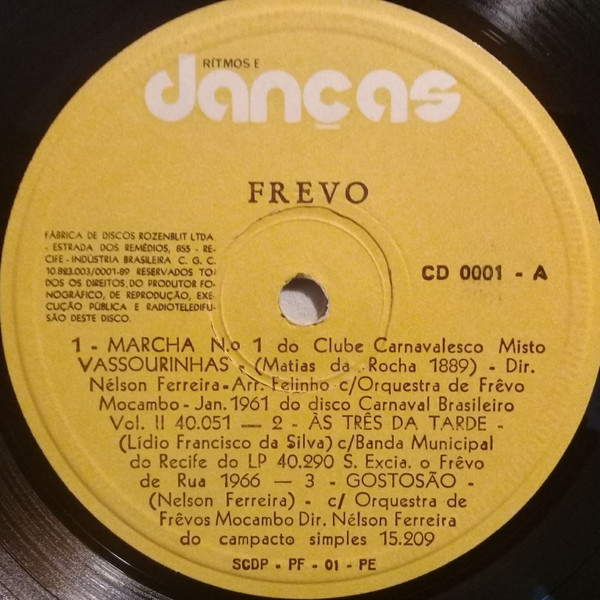 RITMOS E
danças
FREVO
FÁBRICA DE DISCOS ROZENBLIT LTDA
- ESTRADA DOS REMÉDIOS, 855 - RE-
CIFE - INDÚSTRIA BRASILEIRA C. G. C.
10.883.003/0001-89 RESERVADOS TO-
DOS OS DIREITOS, DO PRODUTOR FO-
NOGRÁFICO, DE REPRODUÇÃO, EXE-
CUÇÃO PÚBLICA E RADIOTELEDIFU-
SÃO DESTE DISCO.
CD 0001 - A
1 - MARCHA N.o 1 do Clube Carnavalesco Misto
VASSOURINHAS - (Matias da Rocha 1889) - Dir.
Nélson Ferreira - Arr. Felinho c/Orquestra de Frêvo
Mocambo - Jan. 1961 do disco Carnaval Brasileiro
Vol. II 40.051 — 2 - ÀS TRÊS DA TARDE -
(Lídio Francisco da Silva) c/Banda Municipal
do Recife do LP 40.290 S. Excia. o Frêvo
de Rua 1966 — 3 - GOSTOSÃO -
(Nelson Ferreira) - c/ Orquestra de
Frêvos Mocambo Dir. Nélson Ferreira
do campacto simples 15.209
SCDP - PF - 01 - PE